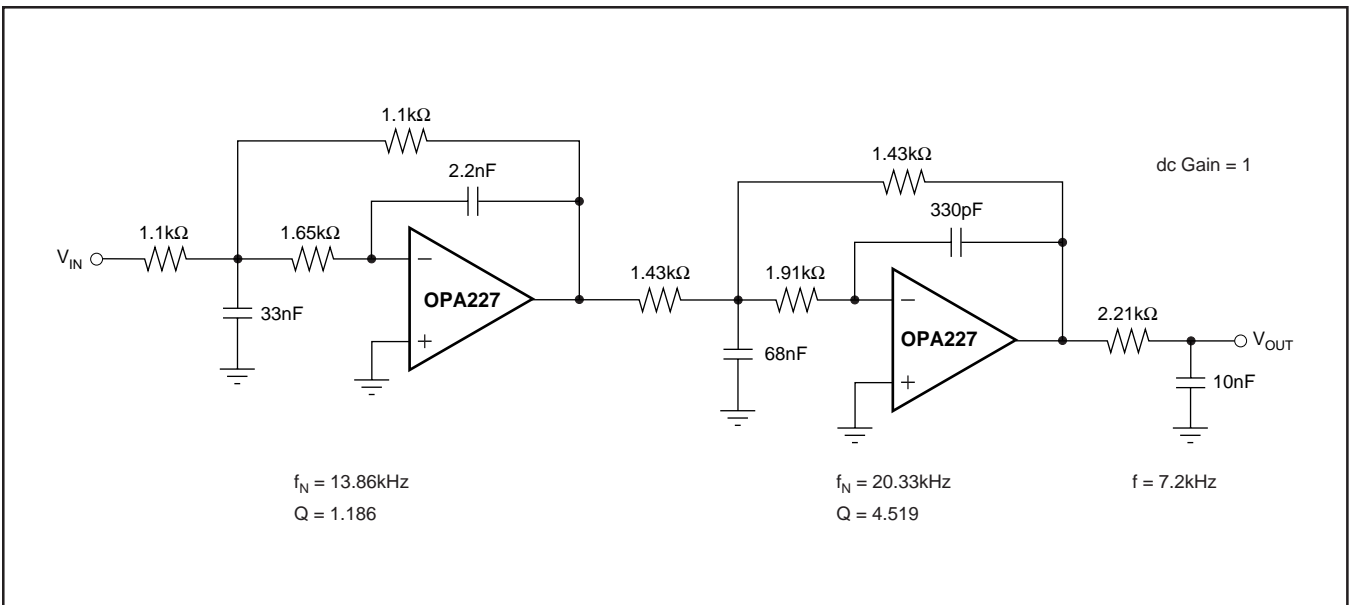 1.1kΩ
2.2nF
1.1kΩ
1.65kΩ
V_IN
33nF
−
OPA227
+
1.43kΩ
330pF
dc Gain = 1
1.43kΩ
1.91kΩ
68nF
−
OPA227
+
2.21kΩ
V_OUT
10nF
f_N = 13.86kHz
Q = 1.186
f_N = 20.33kHz
Q = 4.519
f = 7.2kHz